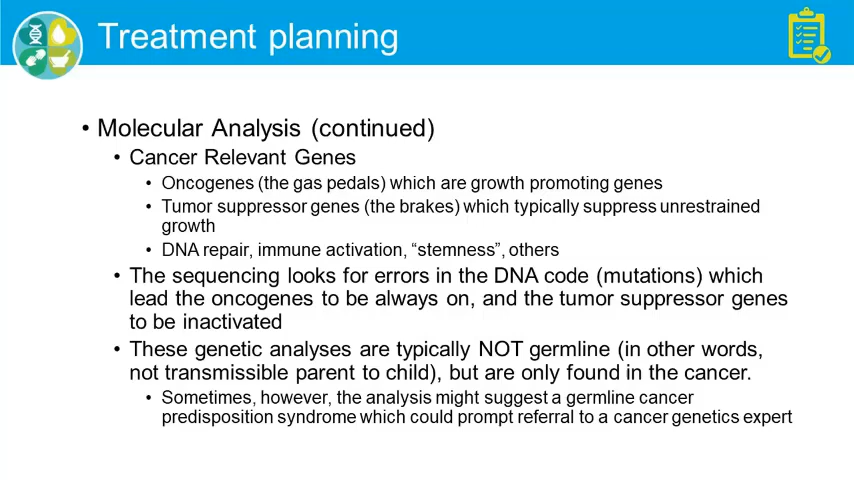 Treatment planning
• Molecular Analysis (continued)
• Cancer Relevant Genes
• Oncogenes (the gas pedals) which are growth promoting genes
• Tumor suppressor genes (the brakes) which typically suppress unrestrained
growth
• DNA repair, immune activation, “stemness”, others
• The sequencing looks for errors in the DNA code (mutations) which
lead the oncogenes to be always on, and the tumor suppressor genes
to be inactivated
• These genetic analyses are typically NOT germline (in other words,
not transmissible parent to child), but are only found in the cancer.
• Sometimes, however, the analysis might suggest a germline cancer
predisposition syndrome which could prompt referral to a cancer genetics expert